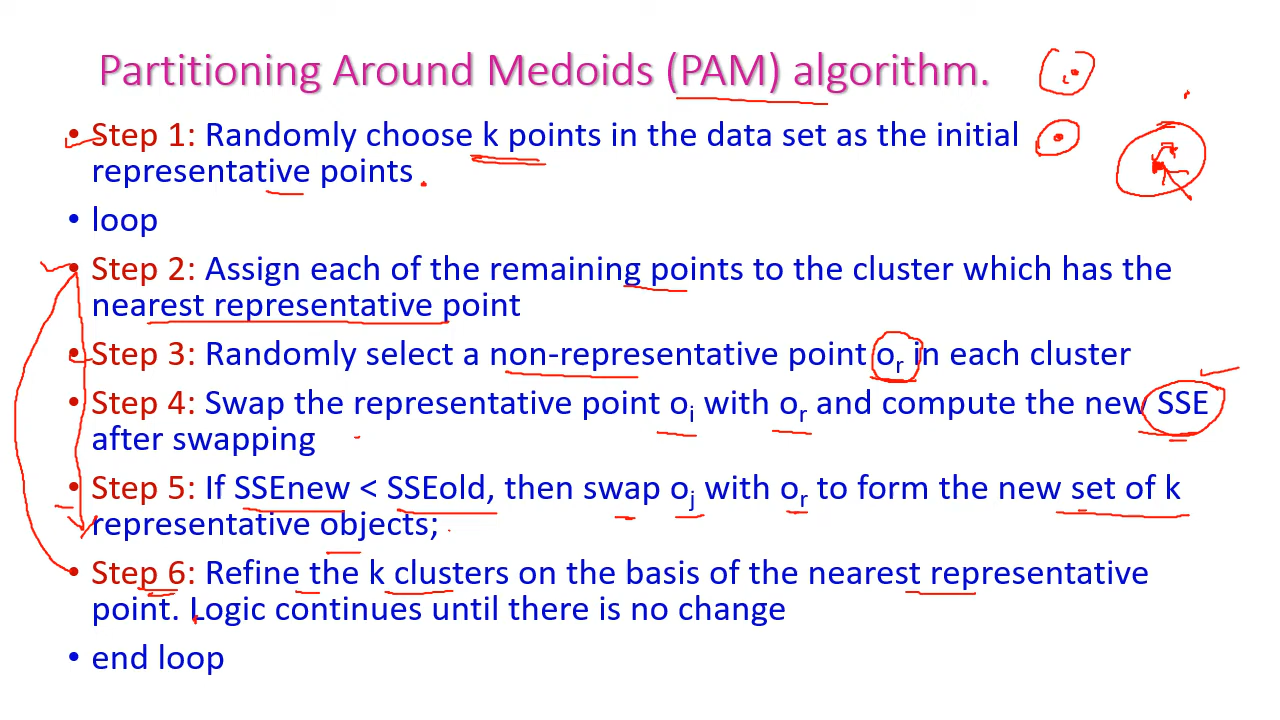 Partitioning Around Medoids (PAM) algorithm.
• Step 1: Randomly choose k points in the data set as the initial
representative points
• loop
• Step 2: Assign each of the remaining points to the cluster which has the
nearest representative point
• Step 3: Randomly select a non-representative point oᵣ in each cluster
• Step 4: Swap the representative point oᵢ with oᵣ and compute the new SSE
after swapping
• Step 5: If SSEnew < SSEold, then swap oⱼ with oᵣ to form the new set of k
representative objects;
• Step 6: Refine the k clusters on the basis of the nearest representative
point. Logic continues until there is no change
• end loop